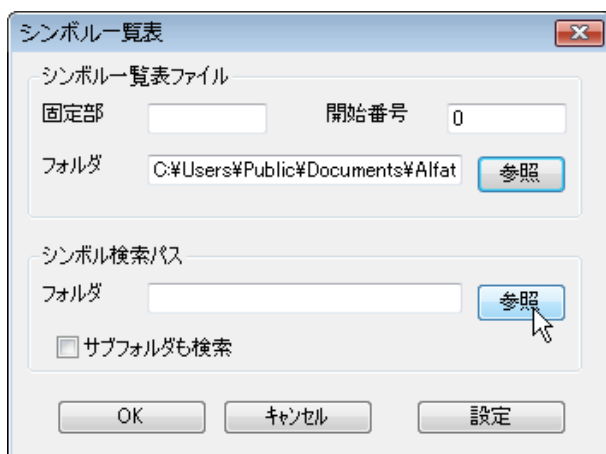 シンボル一覧表
シンボル一覧表ファイル
固定部 開始番号 0
フォルダ C:¥Users¥Public¥Documents¥Alfat 参照
シンボル検索パス
フォルダ 参照
サブフォルダも検索
OK キャンセル 設定